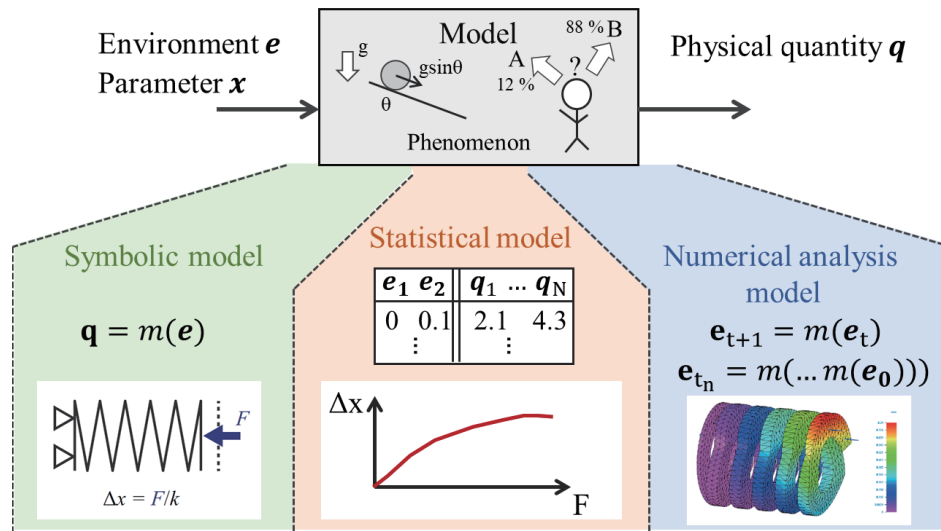 Environment e
Parameter x
Model
g
gsinθ
θ
Phenomenon
A
12 %
?
88 % B
Physical quantity q
Symbolic model
q = m(e)
F
Δx = F/k
Statistical model
e₁ e₂ q₁ ... qN
0 0.1 2.1 4.3
⋮ ⋮
Δx
F
Numerical analysis
model
eₜ₊₁ = m(eₜ)
eₜₙ = m(... m(e₀)))